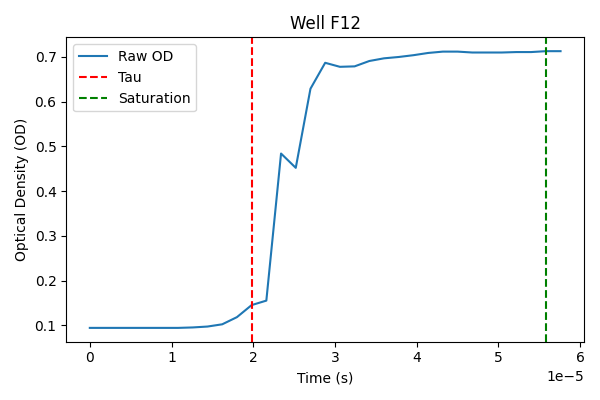 Well F12
Raw OD
Tau
Saturation
Optical Density (OD)
0.7
0.6
0.5
0.4
0.3
0.2
0.1
0 1 2 3 4 5 6
1e−5
Time (s)